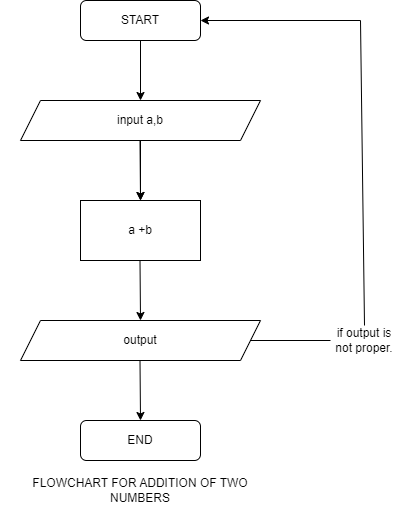 START
input a,b
a +b
output
if output is
not proper.
END
FLOWCHART FOR ADDITION OF TWO
NUMBERS